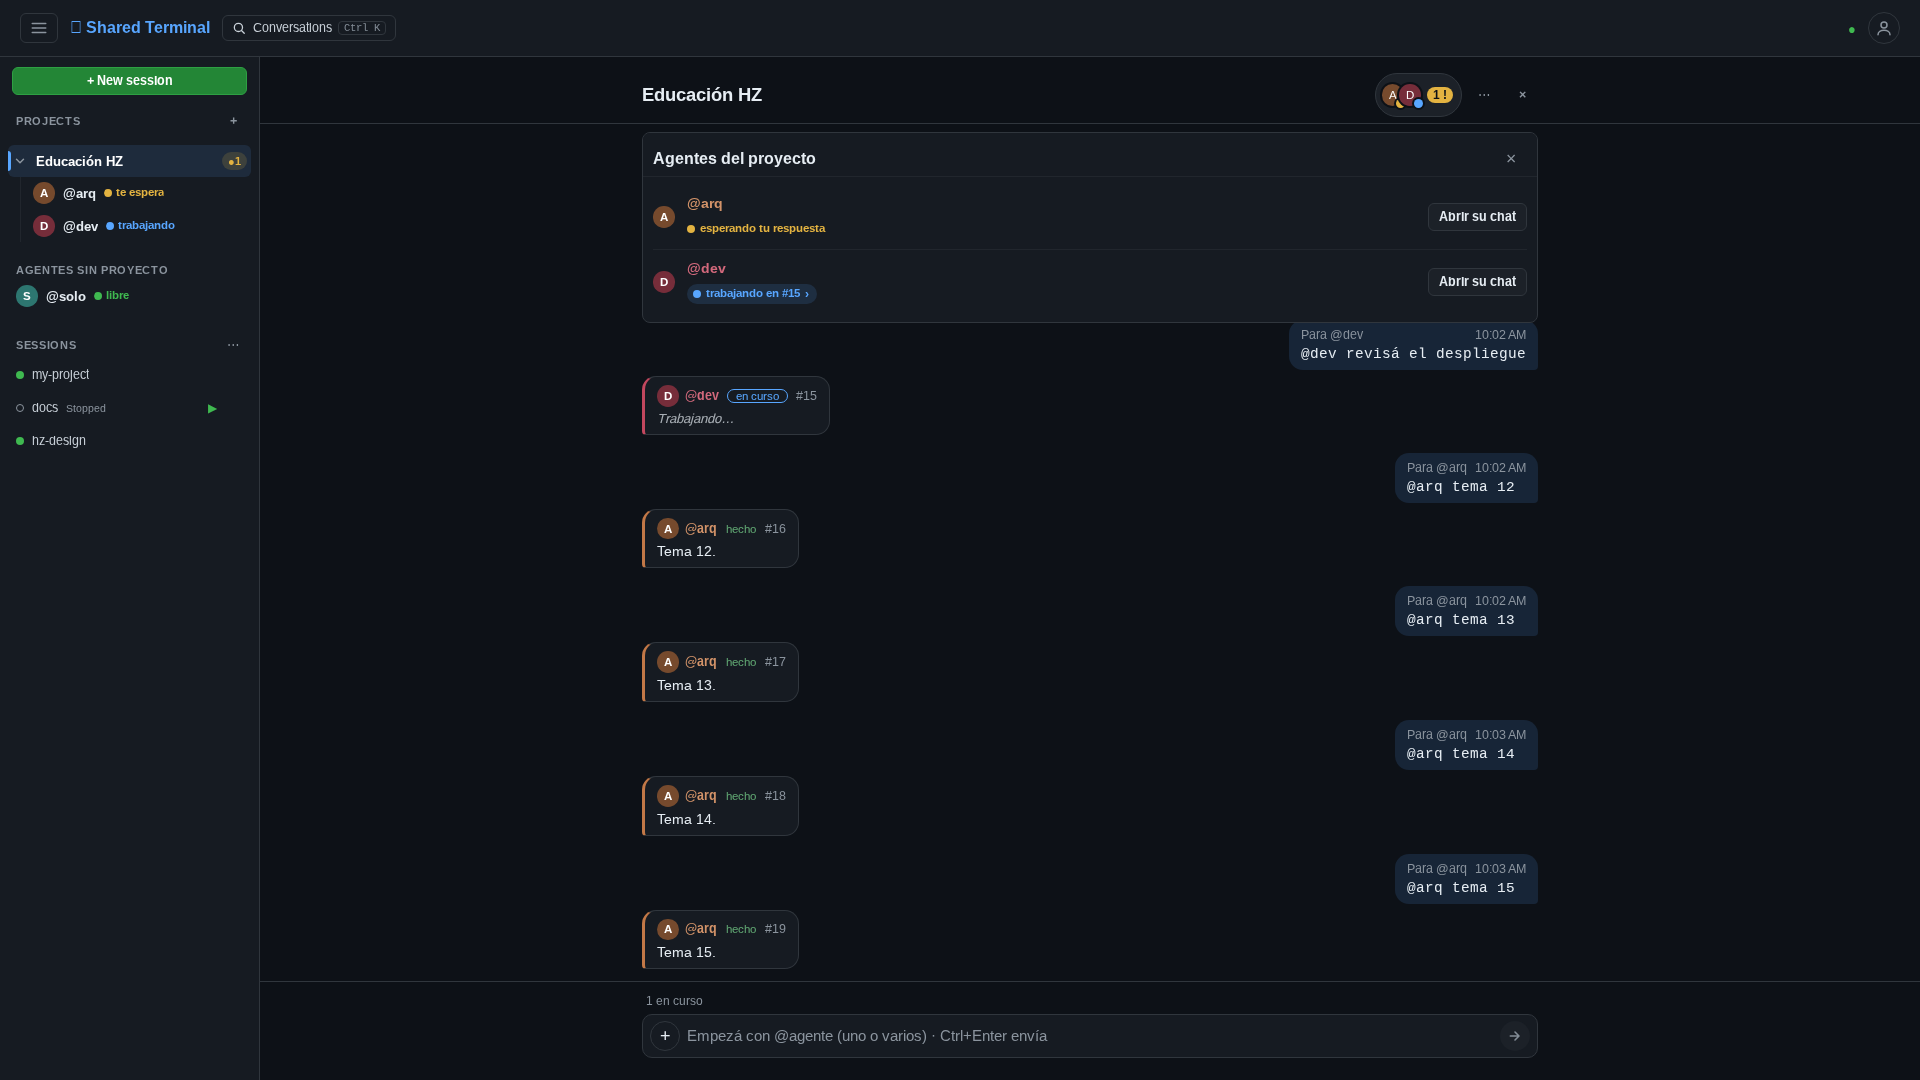 Shared Terminal
Conversations Ctrl K
+ New session
PROJECTS +
Educación HZ 1
A @arq te espera
D @dev trabajando
AGENTES SIN PROYECTO
S @solo libre
SESSIONS ...
my-project
docs Stopped
hz-design
Educación HZ
A D 1 ! ... ×
Agentes del proyecto ×
A @arq
esperando tu respuesta
Abrir su chat
D @dev
trabajando en #15 ›
Abrir su chat
Para @dev 10:02 AM
@dev revisá el despliegue
D @dev en curso #15
Trabajando…
Para @arq 10:02 AM
@arq tema 12
A @arq hecho #16
Tema 12.
Para @arq 10:02 AM
@arq tema 13
A @arq hecho #17
Tema 13.
Para @arq 10:03 AM
@arq tema 14
A @arq hecho #18
Tema 14.
Para @arq 10:03 AM
@arq tema 15
A @arq hecho #19
Tema 15.
1 en curso
+ Empezá con @agente (uno o varios) · Ctrl+Enter envía